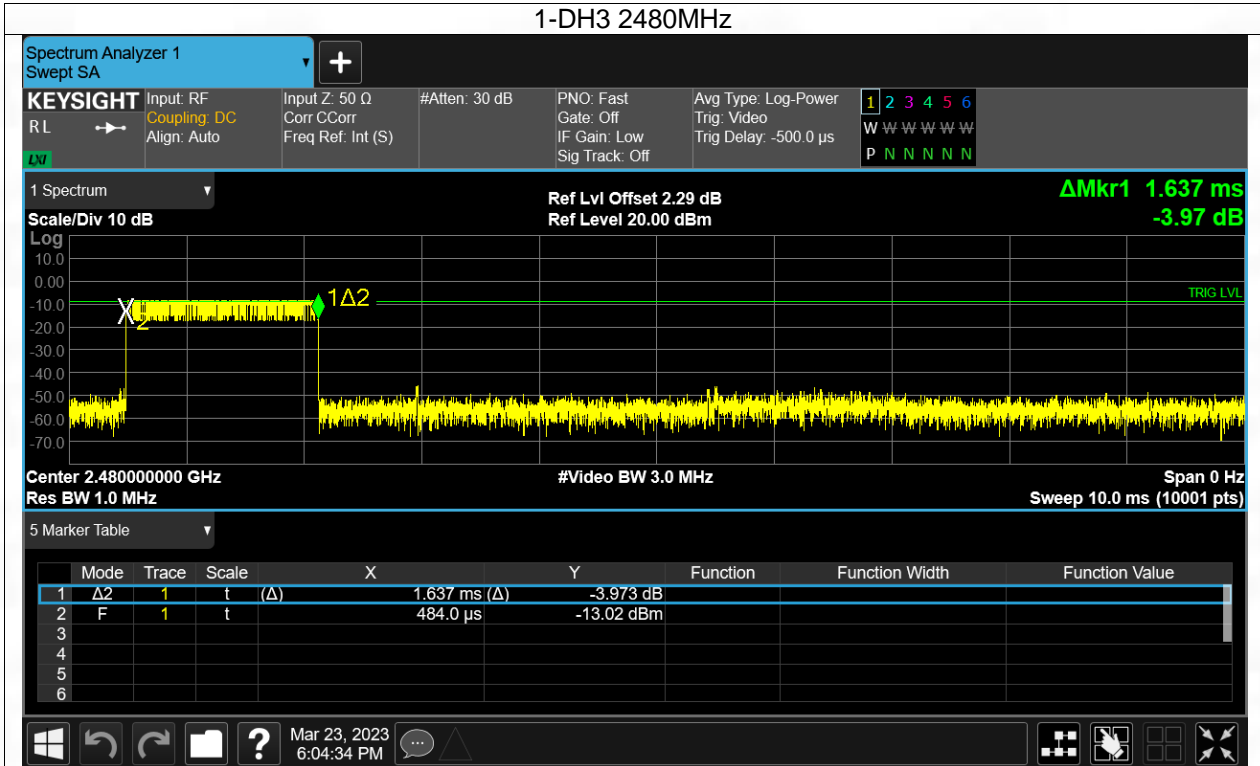 1-DH3 2480MHz
Spectrum Analyzer 1
Swept SA
KEYSIGHT Input: RF Input Z: 50 Ω #Atten: 30 dB PNO: Fast Avg Type: Log-Power 1 2 3 4 5 6
RL Coupling: DC Corr CCorr Gate: Off Trig: Video W W W W W W
Align: Auto Freq Ref: Int (S) IF Gain: Low Trig Delay: -500.0 µs
LXI Sig Track: Off P N N N N N
1 Spectrum Ref Lvl Offset 2.29 dB ΔMkr1 1.637 ms
Scale/Div 10 dB Ref Level 20.00 dBm -3.97 dB
Log
10.0
0.00
-10.0 X 1Δ2 TRIG LVL
2
-20.0
-30.0
-40.0
-50.0
-60.0
-70.0
Center 2.480000000 GHz #Video BW 3.0 MHz Span 0 Hz
Res BW 1.0 MHz Sweep 10.0 ms (10001 pts)
5 Marker Table
Mode Trace Scale X Y Function Function Width Function Value
1 Δ2 1 t (Δ) 1.637 ms (Δ) -3.973 dB
2 F 1 t 484.0 µs -13.02 dBm
3
4
5
6
? Mar 23, 2023
6:04:34 PM